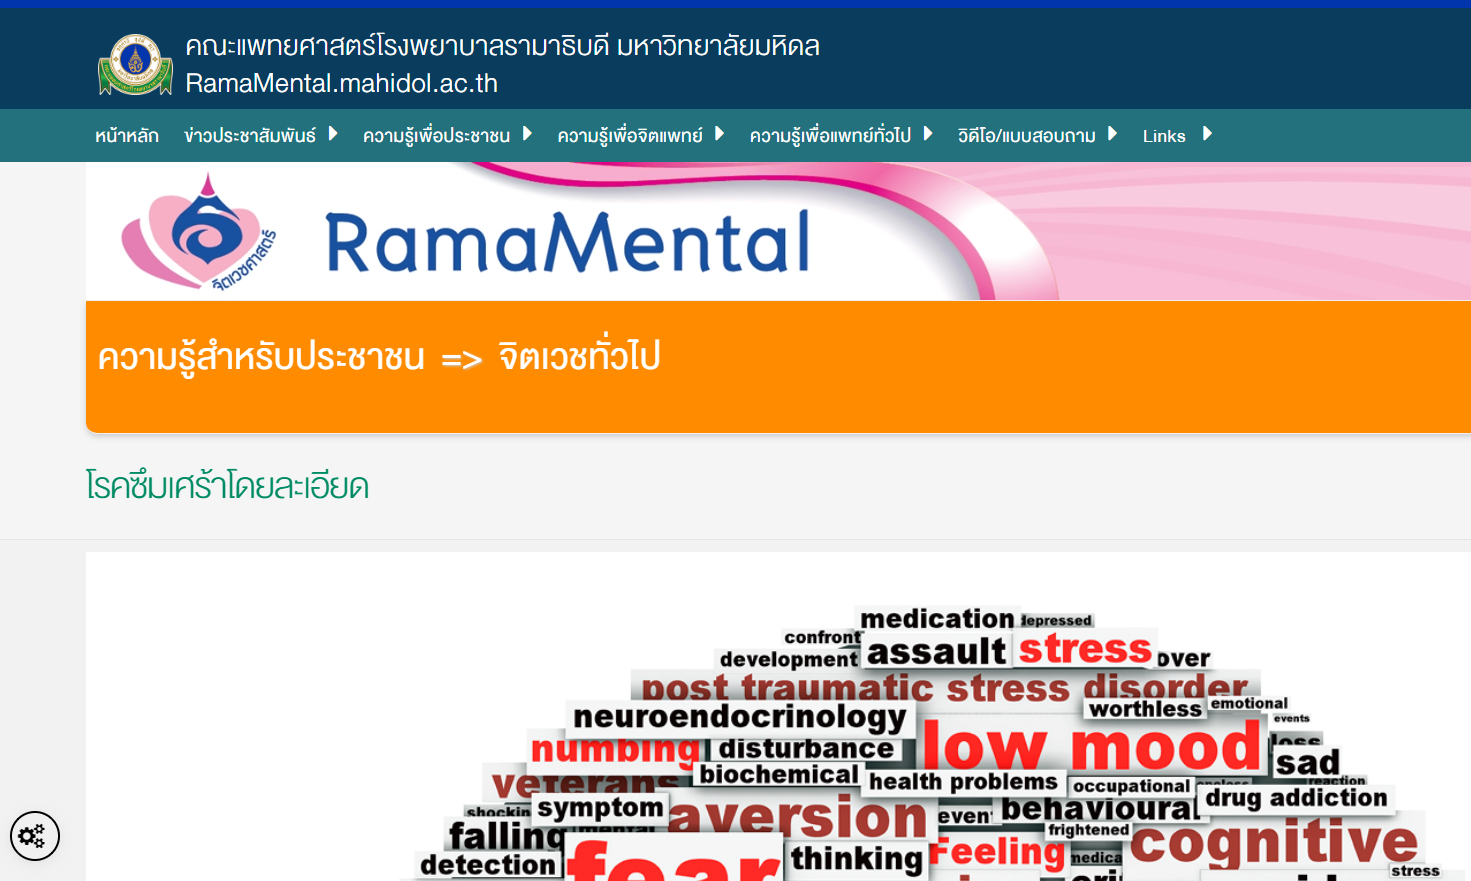 คณะแพทยศาสตร์โรงพยาบาลรามาธิบดี มหาวิทยาลัยมหิดล
RamaMental.mahidol.ac.th
หน้าหลัก ข่าวประชาสัมพันธ์ ความรู้เพื่อประชาชน ความรู้เพื่อจิตแพทย์ ความรู้เพื่อแพทย์ทั่วไป วิดีโอ/แบบสอบถาม Links
จิตเวชศาสตร์
RamaMental
ความรู้สำหรับประชาชน => จิตเวชทั่วไป
โรคซึมเศร้าโดยละเอียด
medication depressed
confront
assault stress
development over
post traumatic stress disorder
worthless emotional
neuroendocrinology events
numbing disturbance low mood loss
sad
veterans biochemical health problems occupational reaction
symptom aversion event behavioural drug addiction
shocking
falling mental frightened cognitive
detection fear thinking Feeling medica
stress